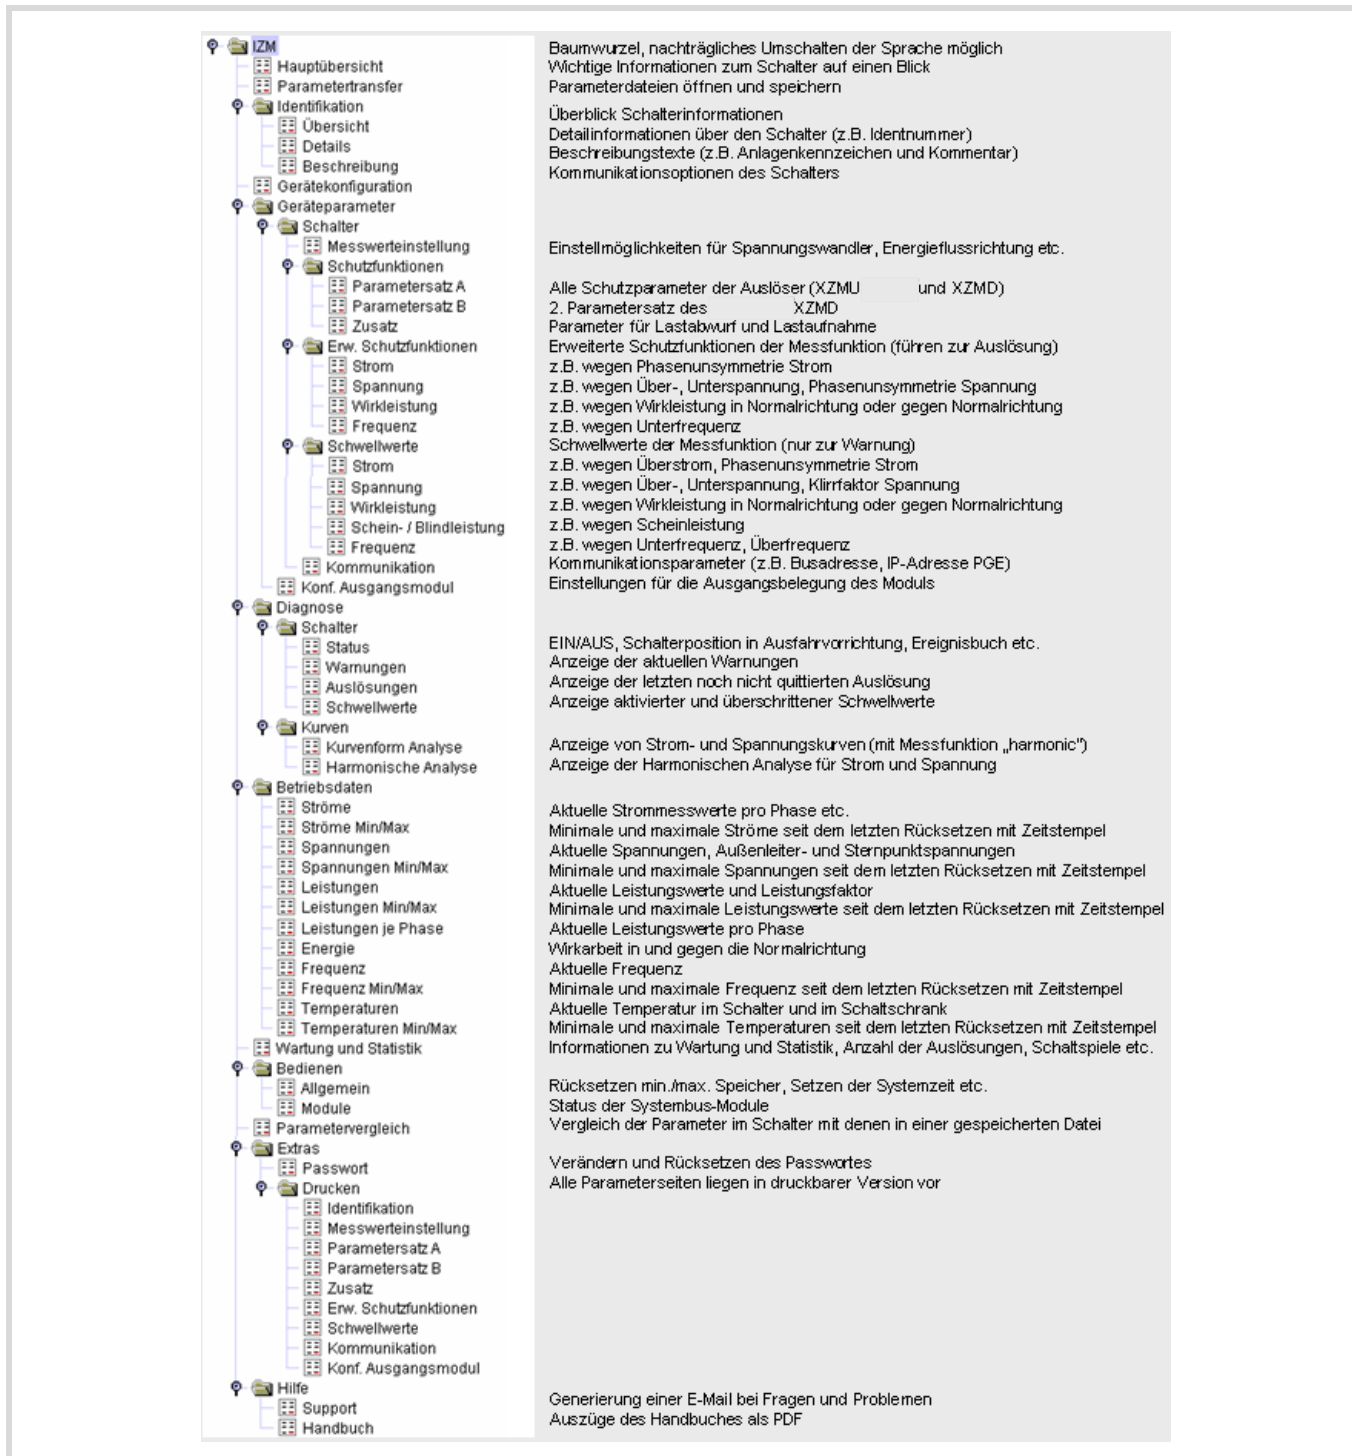 IZM Baumwurzel, nachträgliches Umschalten der Sprache möglich
Hauptübersicht Wichtige Informationen zum Schalter auf einen Blick
Parametertransfer Parameterdateien öffnen und speichern
Identifikation Überblick Schalterinformationen
Übersicht Detailinformationen über den Schalter (z.B. Identnummer)
Details Beschreibungstexte (z.B. Anlagenkennzeichen und Kommentar)
Beschreibung Kommunikationsoptionen des Schalters
Gerätekonfiguration
Geräteparameter
Schalter
Messwerteinstellung Einstellmöglichkeiten für Spannungswandler, Energieflussrichtung etc.
Schutzfunktionen
Parametersatz A Alle Schutzparameter der Auslöser (XZMU und XZMD)
Parametersatz B 2. Parametersatz des XZMD
Zusatz Parameter für Lastabwurf und Lastaufnahme
Erw. Schutzfunktionen Erweiterte Schutzfunktionen der Messfunktion (führen zur Auslösung)
Strom z.B. wegen Phasenunsymmetrie Strom
Spannung z.B. wegen Über-, Unterspannung, Phasenunsymmetrie Spannung
Wirkleistung z.B. wegen Wirkleistung in Normalrichtung oder gegen Normalrichtung
Frequenz z.B. wegen Unterfrequenz
Schwellwerte Schwellwerte der Messfunktion (nur zur Warnung)
Strom z.B. wegen Überstrom, Phasenunsymmetrie Strom
Spannung z.B. wegen Über-, Unterspannung, Klirrfaktor Spannung
Wirkleistung z.B. wegen Wirkleistung in Normalrichtung oder gegen Normalrichtung
Schein- / Blindleistung z.B. wegen Scheinleistung
Frequenz z.B. wegen Unterfrequenz, Überfrequenz
Kommunikation Kommunikationsparameter (z.B. Busadresse, IP-Adresse PGE)
Konf. Ausgangsmodul Einstellungen für die Ausgangsbelegung des Moduls
Diagnose
Schalter
Status EIN/AUS, Schalterposition in Ausfahrvorrichtung, Ereignisbuch etc.
Warnungen Anzeige der aktuellen Warnungen
Auslösungen Anzeige der letzten noch nicht quittierten Auslösung
Schwellwerte Anzeige aktivierter und überschrittener Schwellwerte
Kurven
Kurvenform Analyse Anzeige von Strom- und Spannungskurven (mit Messfunktion „harmonic")
Harmonische Analyse Anzeige der Harmonischen Analyse für Strom und Spannung
Betriebsdaten
Ströme Aktuelle Strommesswerte pro Phase etc.
Ströme Min/Max Minimale und maximale Ströme seit dem letzten Rücksetzen mit Zeitstempel
Spannungen Aktuelle Spannungen, Außenleiter- und Sternpunktspannungen
Spannungen Min/Max Minimale und maximale Spannungen seit dem letzten Rücksetzen mit Zeitstempel
Leistungen Aktuelle Leistungswerte und Leistungsfaktor
Leistungen Min/Max Minimale und maximale Leistungswerte seit dem letzten Rücksetzen mit Zeitstempel
Leistungen je Phase Aktuelle Leistungswerte pro Phase
Energie Wirkarbeit in und gegen die Normalrichtung
Frequenz Aktuelle Frequenz
Frequenz Min/Max Minimale und maximale Frequenz seit dem letzten Rücksetzen mit Zeitstempel
Temperaturen Aktuelle Temperatur im Schalter und im Schaltschrank
Temperaturen Min/Max Minimale und maximale Temperaturen seit dem letzten Rücksetzen mit Zeitstempel
Wartung und Statistik Informationen zu Wartung und Statistik, Anzahl der Auslösungen, Schaltspiele etc.
Bedienen
Allgemein Rücksetzen min./max. Speicher, Setzen der Systemzeit etc.
Module Status der Systembus-Module
Parametervergleich Vergleich der Parameter im Schalter mit denen in einer gespeicherten Datei
Extras
Passwort Verändern und Rücksetzen des Passwortes
Drucken Alle Parameterseiten liegen in druckbarer Version vor
Identifikation
Messwerteinstellung
Parametersatz A
Parametersatz B
Zusatz
Erw. Schutzfunktionen
Schwellwerte
Kommunikation
Konf. Ausgangsmodul
Hilfe
Support Generierung einer E-Mail bei Fragen und Problemen
Handbuch Auszüge des Handbuches als PDF